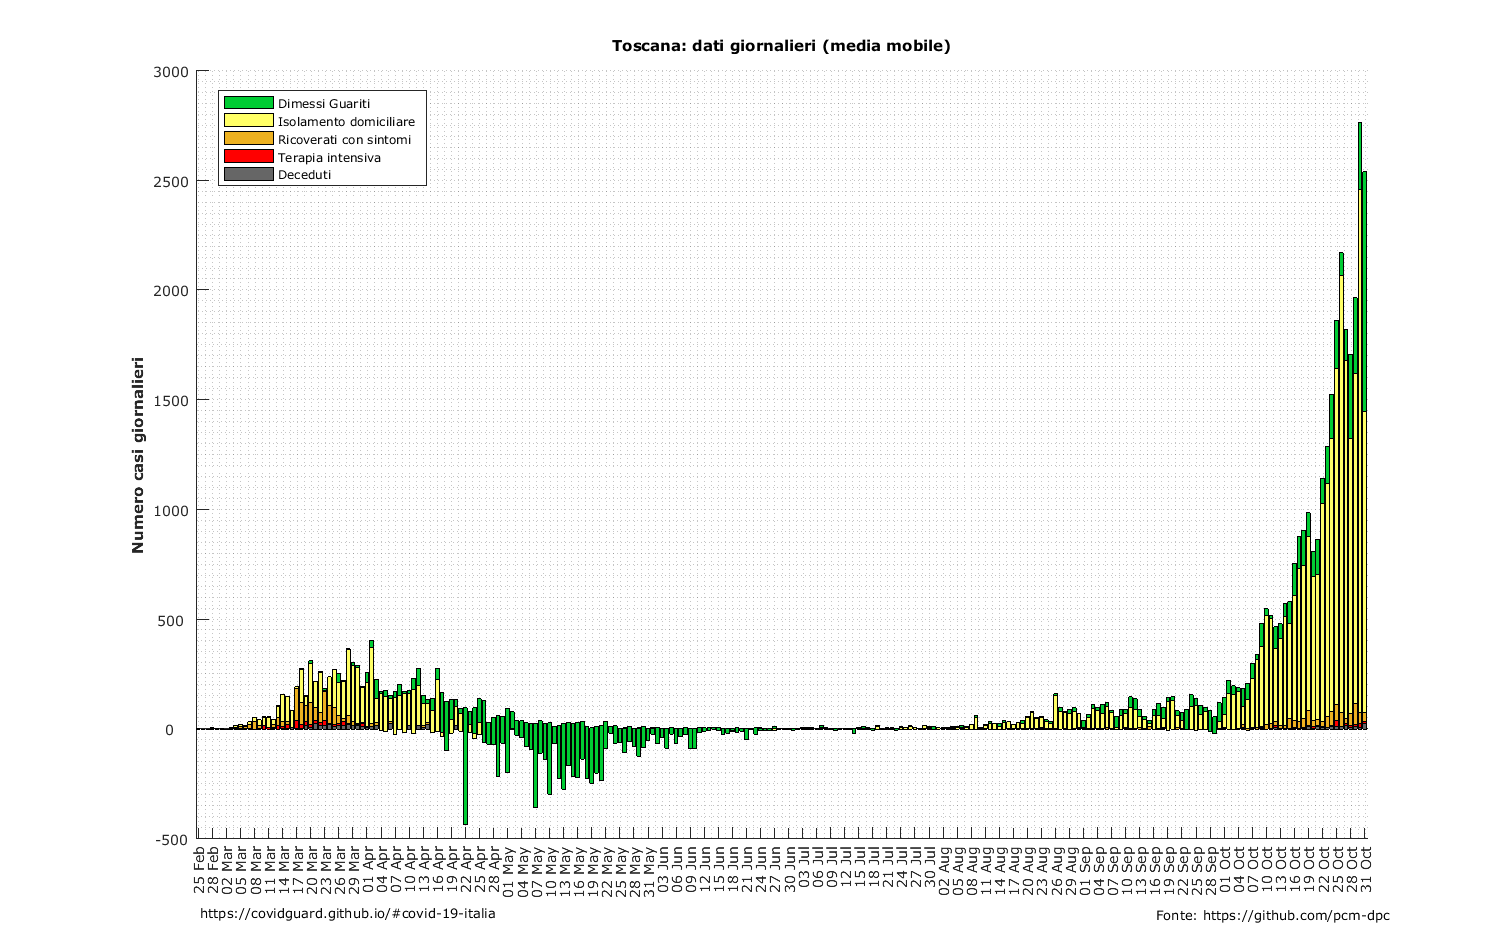 Toscana: dati giornalieri (media mobile)
3000
2500
2000
1500
1000
500
0
-500
Numero casi giornalieri
Dimessi Guariti
Isolamento domiciliare
Ricoverati con sintomi
Terapia intensiva
Deceduti
25 Feb
28 Feb
02 Mar
05 Mar
08 Mar
11 Mar
14 Mar
17 Mar
20 Mar
23 Mar
26 Mar
29 Mar
01 Apr
04 Apr
07 Apr
10 Apr
13 Apr
16 Apr
19 Apr
22 Apr
25 Apr
28 Apr
01 May
04 May
07 May
10 May
13 May
16 May
19 May
22 May
25 May
28 May
31 May
03 Jun
06 Jun
09 Jun
12 Jun
15 Jun
18 Jun
21 Jun
24 Jun
27 Jun
30 Jun
03 Jul
06 Jul
09 Jul
12 Jul
15 Jul
18 Jul
21 Jul
24 Jul
27 Jul
30 Jul
02 Aug
05 Aug
08 Aug
11 Aug
14 Aug
17 Aug
20 Aug
23 Aug
26 Aug
29 Aug
01 Sep
04 Sep
07 Sep
10 Sep
13 Sep
16 Sep
19 Sep
22 Sep
25 Sep
28 Sep
01 Oct
04 Oct
07 Oct
10 Oct
13 Oct
16 Oct
19 Oct
22 Oct
25 Oct
28 Oct
31 Oct
https://covidguard.github.io/#covid-19-italia
Fonte: https://github.com/pcm-dpc